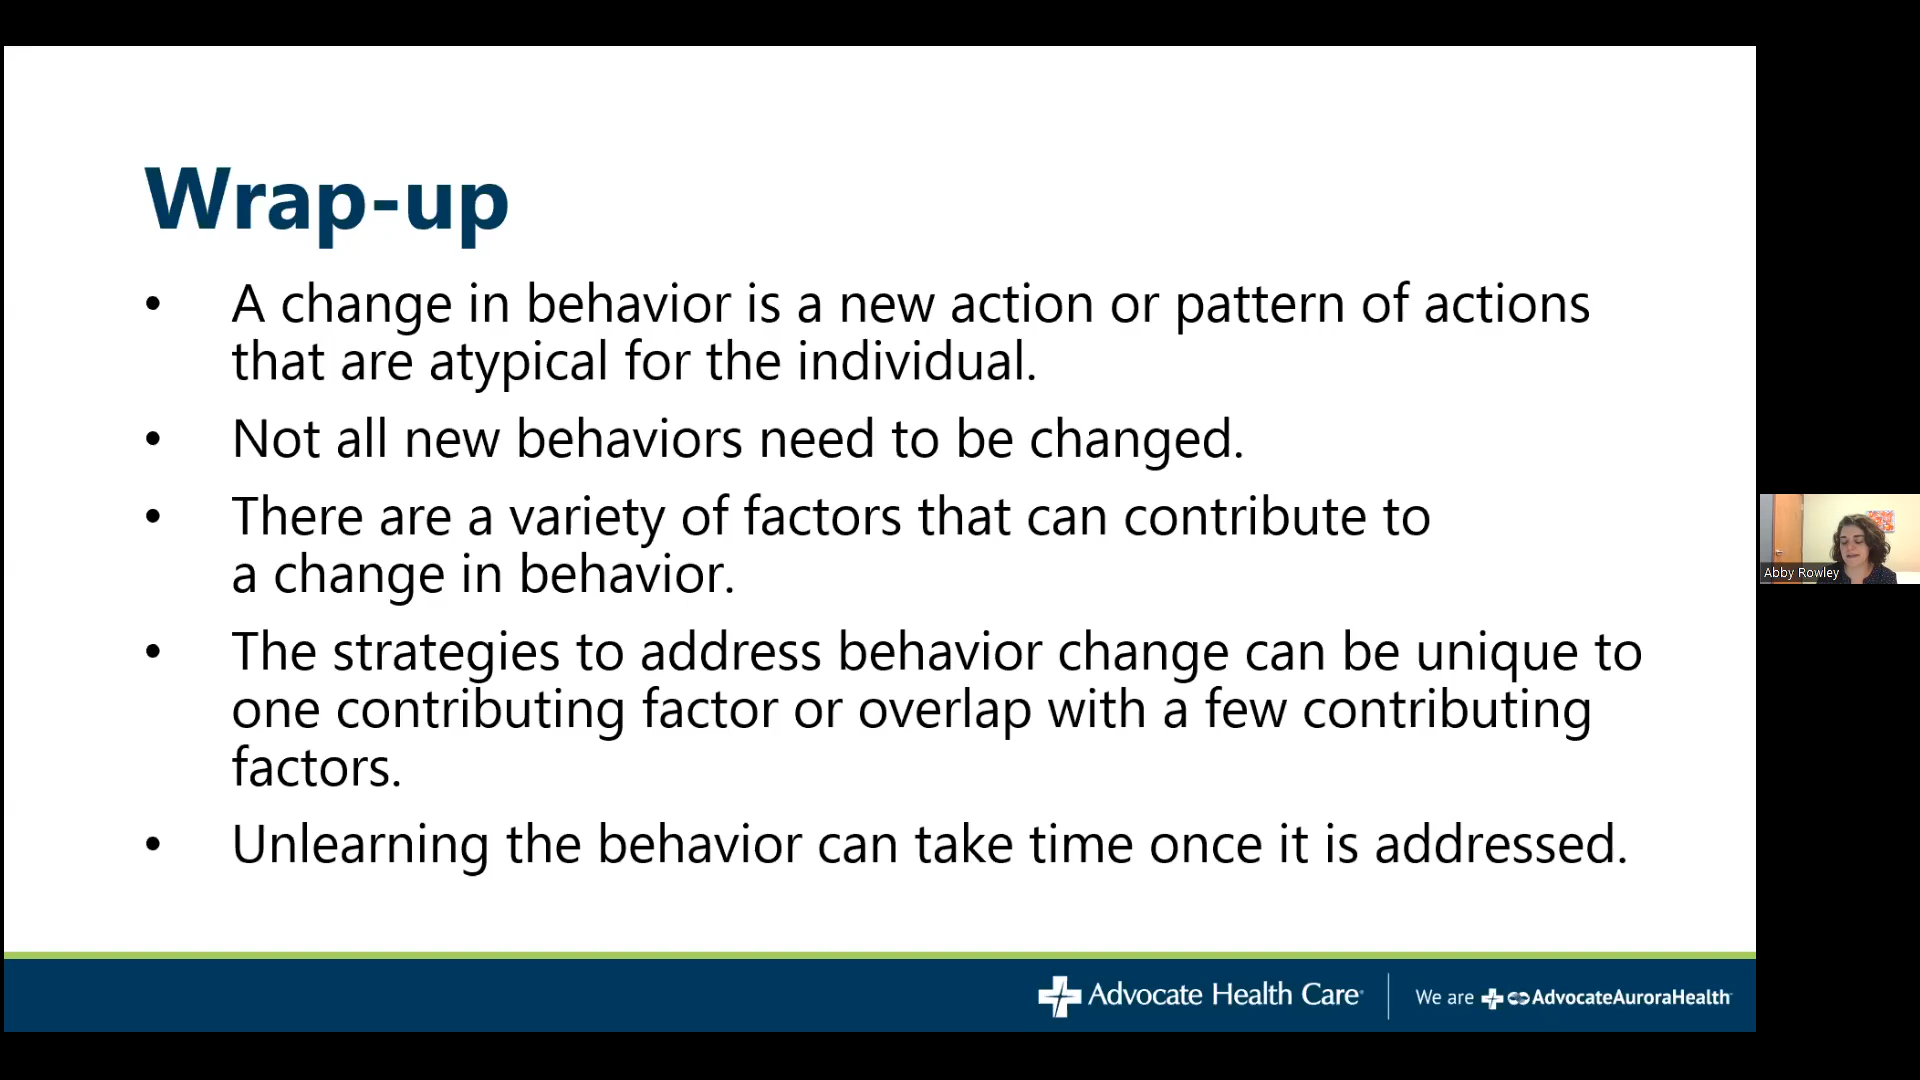 Wrap-up
• A change in behavior is a new action or pattern of actions
that are atypical for the individual.
• Not all new behaviors need to be changed.
• There are a variety of factors that can contribute to
a change in behavior.
• The strategies to address behavior change can be unique to
one contributing factor or overlap with a few contributing
factors.
• Unlearning the behavior can take time once it is addressed.
Abby Rowley
Advocate Health Care
We are AdvocateAuroraHealth